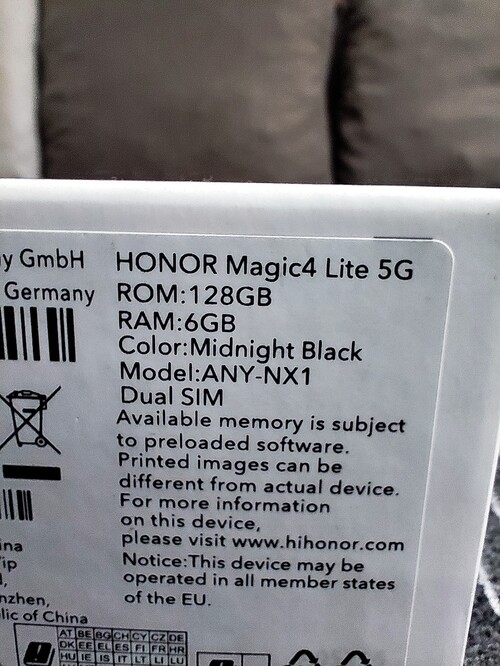 GmbH
Germany
HONOR Magic4 Lite 5G
ROM:128GB
RAM:6GB
Color:Midnight Black
Model:ANY-NX1
Dual SIM
Available memory is subject
to preloaded software.
Printed images can be
different from actual device.
For more information
on this device,
please visit www.hihonor.com
Notice:This device may be
operated in all member states
of the EU.
of China
AT BE BG CH CY CZ DE
DK EE EL ES FI FR HR
HU IE IS IT LT LI LU